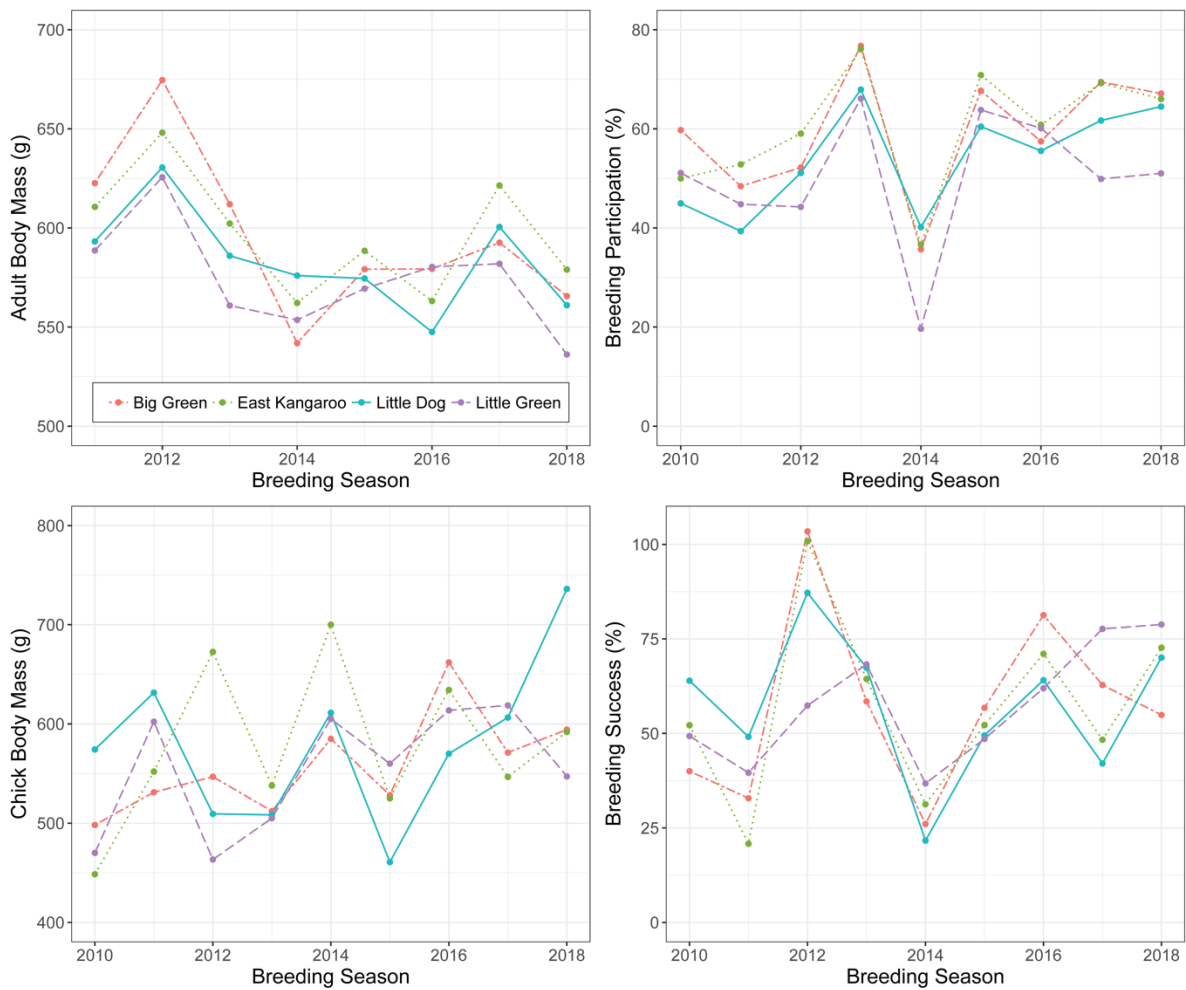 700
650
600
550
500
Adult Body Mass (g)
Big Green East Kangaroo Little Dog Little Green
2012 2014 2016 2018
Breeding Season
80
60
40
20
0
Breeding Participation (%)
2010 2012 2014 2016 2018
Breeding Season
800
700
600
500
400
Chick Body Mass (g)
2010 2012 2014 2016 2018
Breeding Season
100
75
50
25
0
Breeding Success (%)
2010 2012 2014 2016 2018
Breeding Season